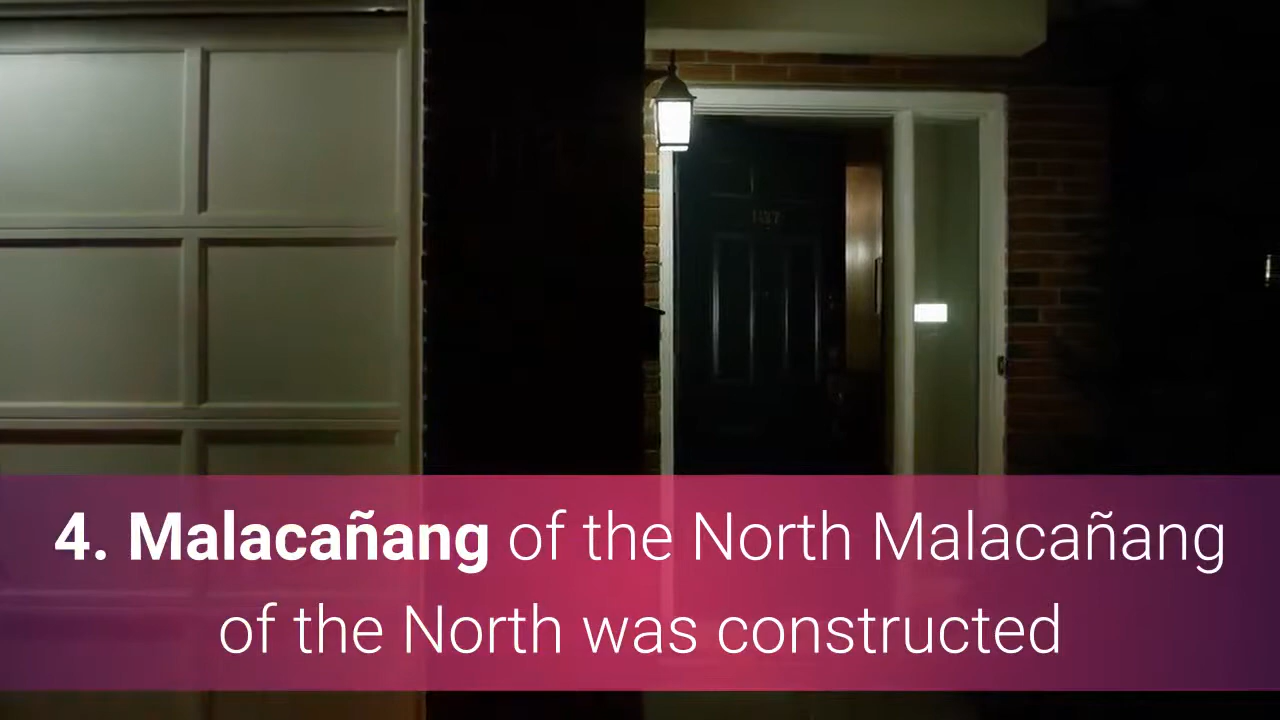 4. Malacañang of the North Malacañang
of the North was constructed